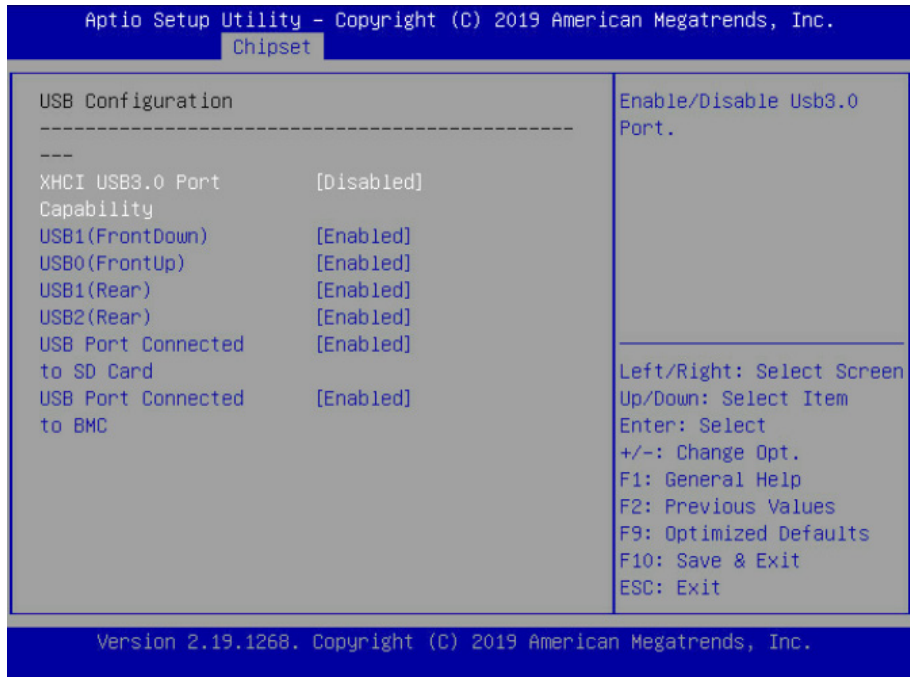 Aptio Setup Utility – Copyright (C) 2019 American Megatrends, Inc.
Chipset
USB Configuration
-----------------------------------------------
---
XHCI USB3.0 Port [Disabled]
Capability
USB1(FrontDown) [Enabled]
USB0(FrontUp) [Enabled]
USB1(Rear) [Enabled]
USB2(Rear) [Enabled]
USB Port Connected [Enabled]
to SD Card
USB Port Connected [Enabled]
to BMC
Enable/Disable Usb3.0
Port.
Left/Right: Select Screen
Up/Down: Select Item
Enter: Select
+/-: Change Opt.
F1: General Help
F2: Previous Values
F9: Optimized Defaults
F10: Save & Exit
ESC: Exit
Version 2.19.1268. Copyright (C) 2019 American Megatrends, Inc.